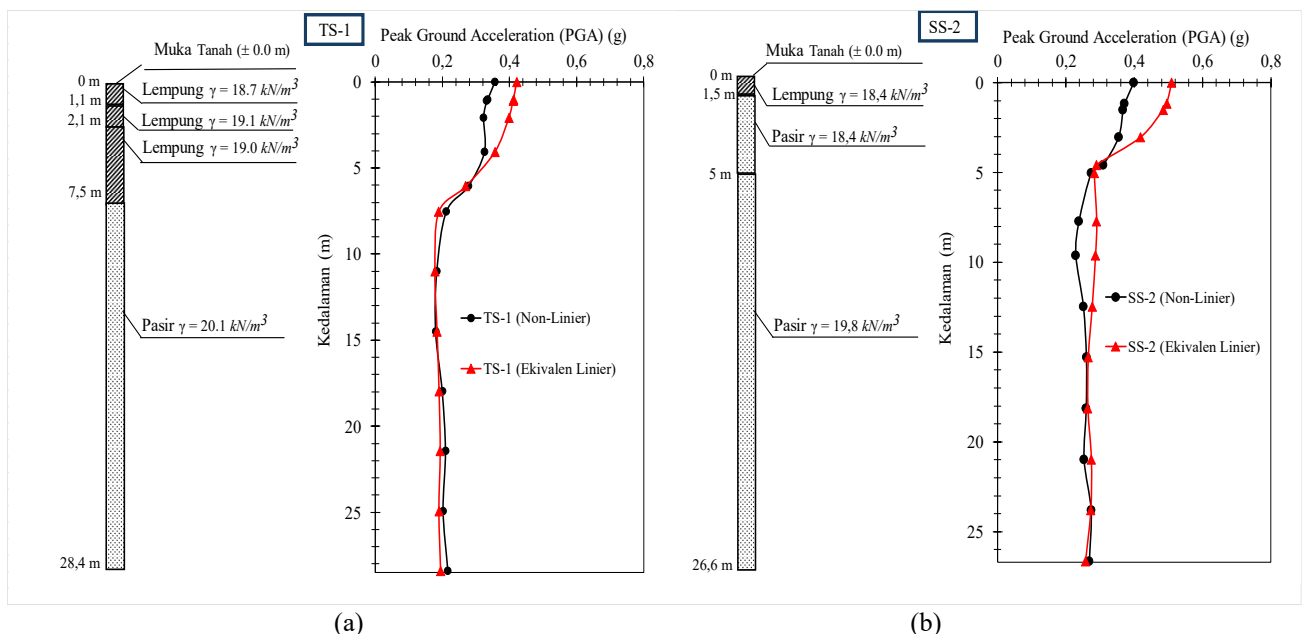 TS-1
Peak Ground Acceleration (PGA) (g)
0 0,2 0,4 0,6 0,8
Muka Tanah (± 0.0 m)
0 m
Lempung γ = 18.7 kN/m³
1,1 m
Lempung γ = 19.1 kN/m³
2,1 m
Lempung γ = 19.0 kN/m³
7,5 m
Pasir γ = 20.1 kN/m³
28,4 m
Kedalaman (m)
0
5
10
15
20
25
TS-1 (Non-Linier)
TS-1 (Ekivalen Linier)
(a)
SS-2
Peak Ground Acceleration (PGA) (g)
0 0,2 0,4 0,6 0,8
Muka Tanah (± 0.0 m)
0 m
Lempung γ = 18,4 kN/m³
1,5 m
Pasir γ = 18,4 kN/m³
5 m
Pasir γ = 19,8 kN/m³
26,6 m
Kedalaman (m)
0
5
10
15
20
25
SS-2 (Non-Linier)
SS-2 (Ekivalen Linier)
(b)